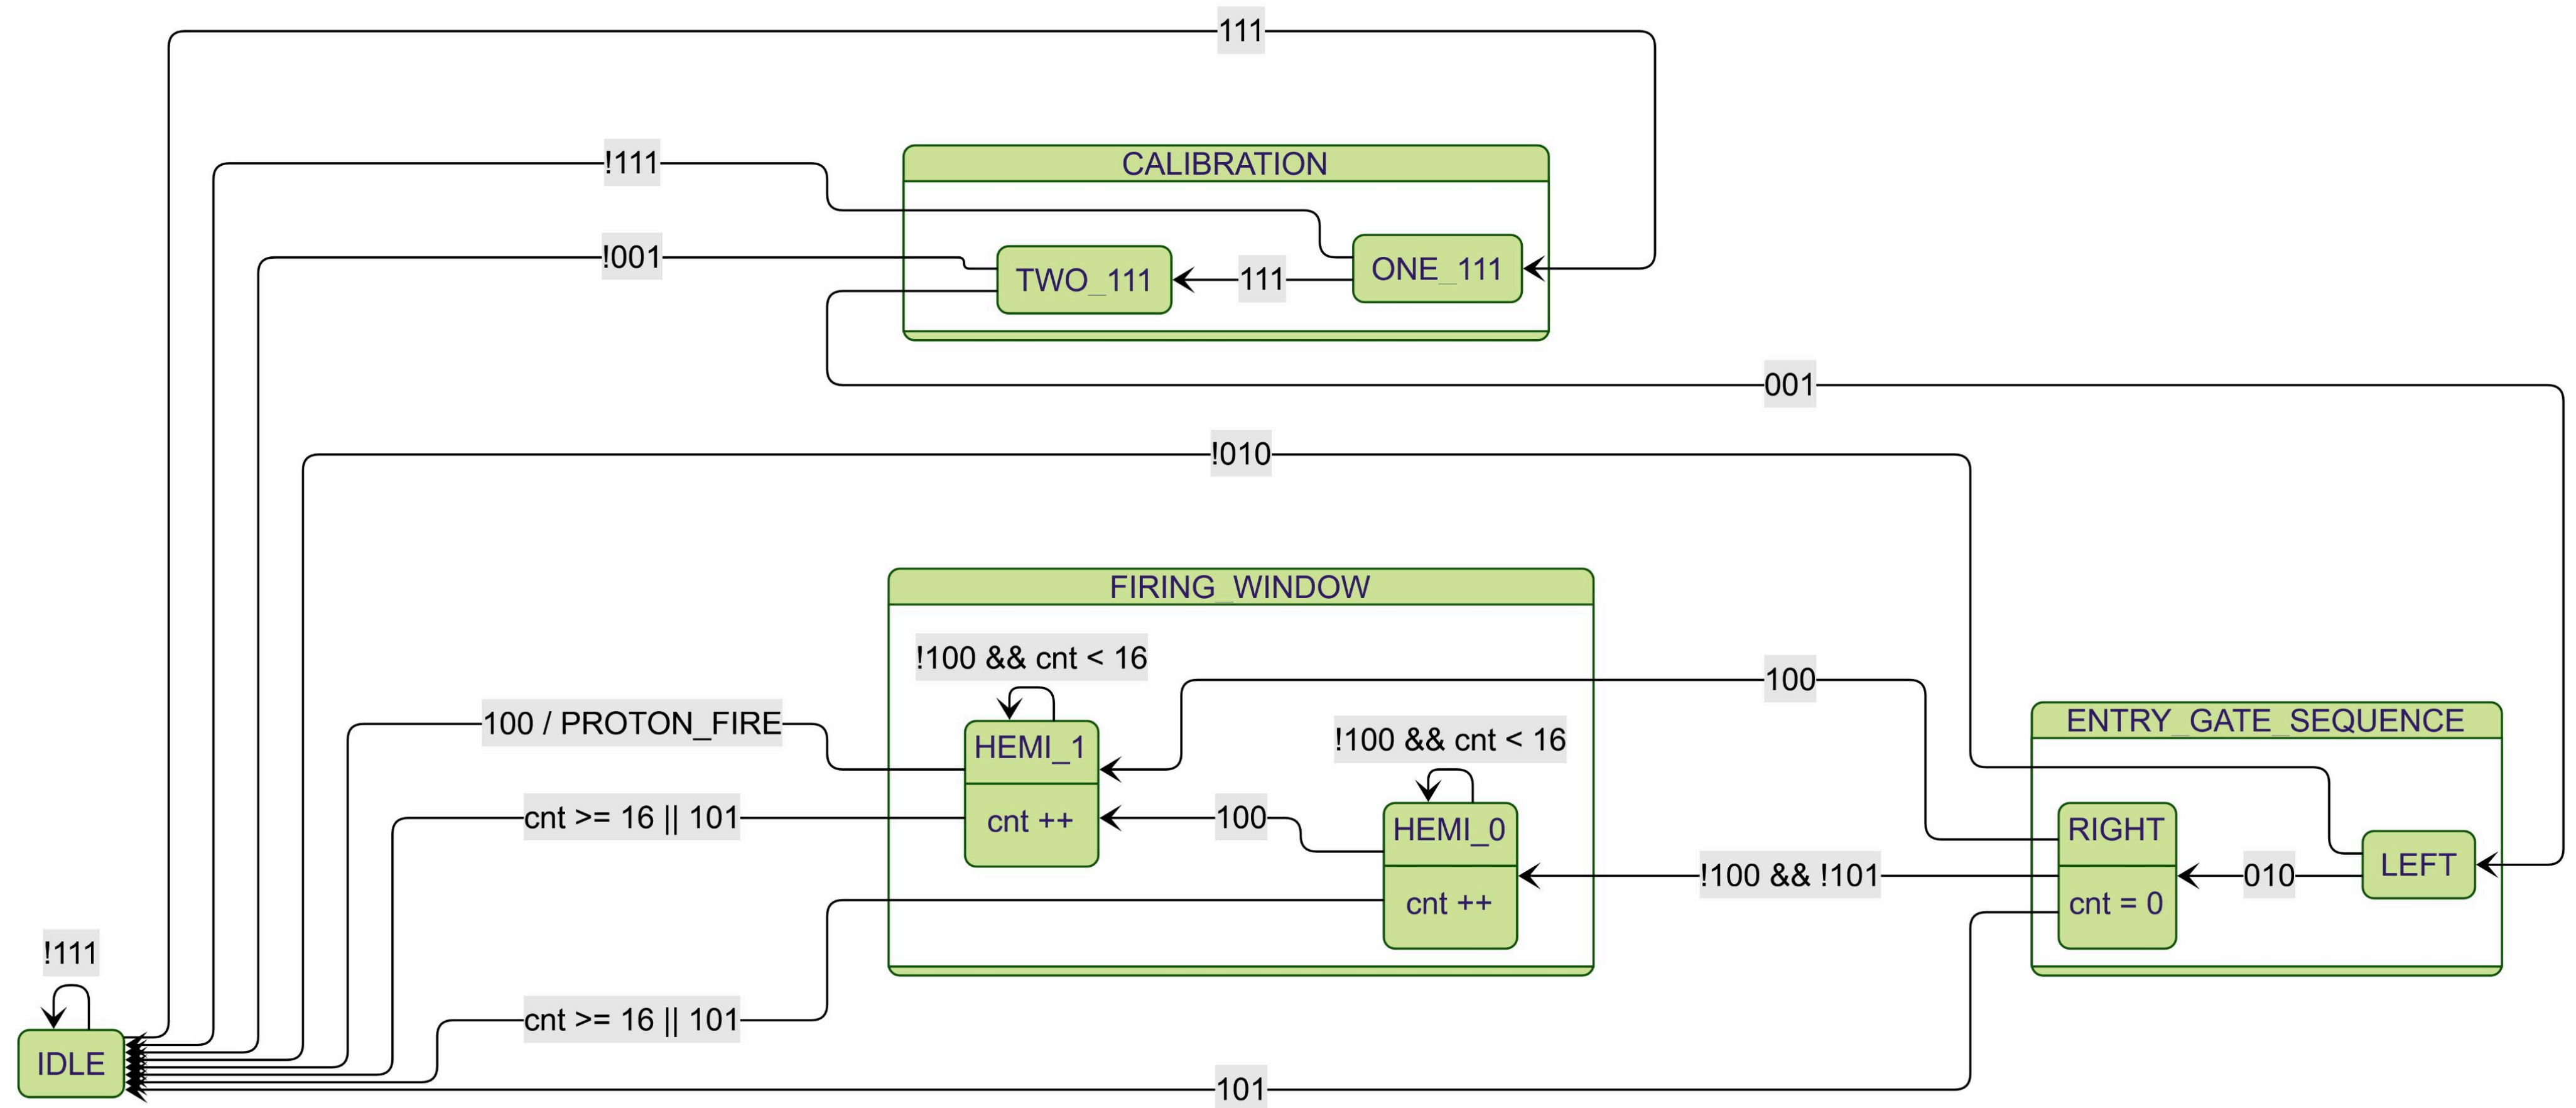 111
!111
CALIBRATION
!001
TWO_111
111
ONE_111
001
!010
FIRING_WINDOW
!100 && cnt < 16
100
100 / PROTON_FIRE
HEMI_1
!100 && cnt < 16
ENTRY_GATE_SEQUENCE
cnt >= 16 || 101
cnt ++
100
HEMI_0
RIGHT
!100 && !101
010
LEFT
cnt ++
cnt = 0
!111
cnt >= 16 || 101
IDLE
101